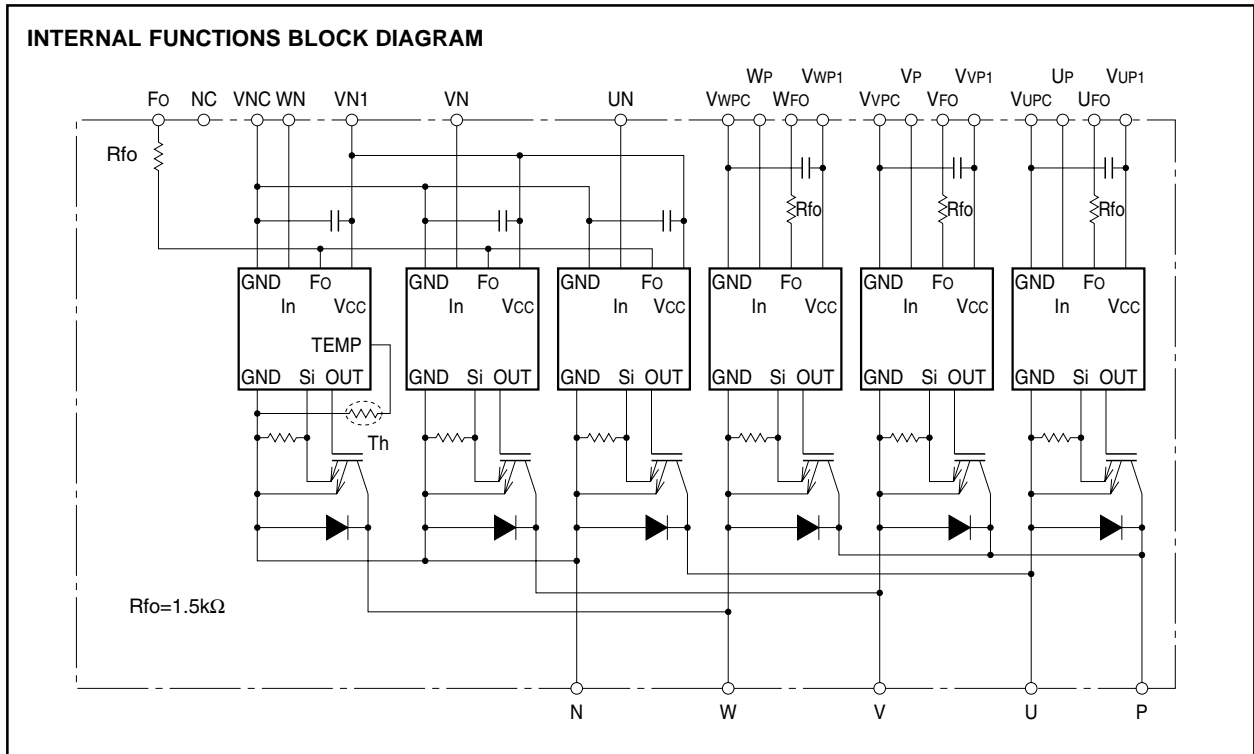 INTERNAL FUNCTIONS BLOCK DIAGRAM
WP VWP1 VP VVP1 UP VUP1
FO NC VNC WN VN1 VN UN VWPC WFO VVPC VFO VUPC UFO
Rfo
Rfo Rfo Rfo
GND FO GND FO GND FO GND FO GND FO GND FO
In VCC In VCC In VCC In VCC In VCC In VCC
TEMP
GND Si OUT GND Si OUT GND Si OUT GND Si OUT GND Si OUT GND Si OUT
Th
Rfo=1.5kΩ
N W V U P